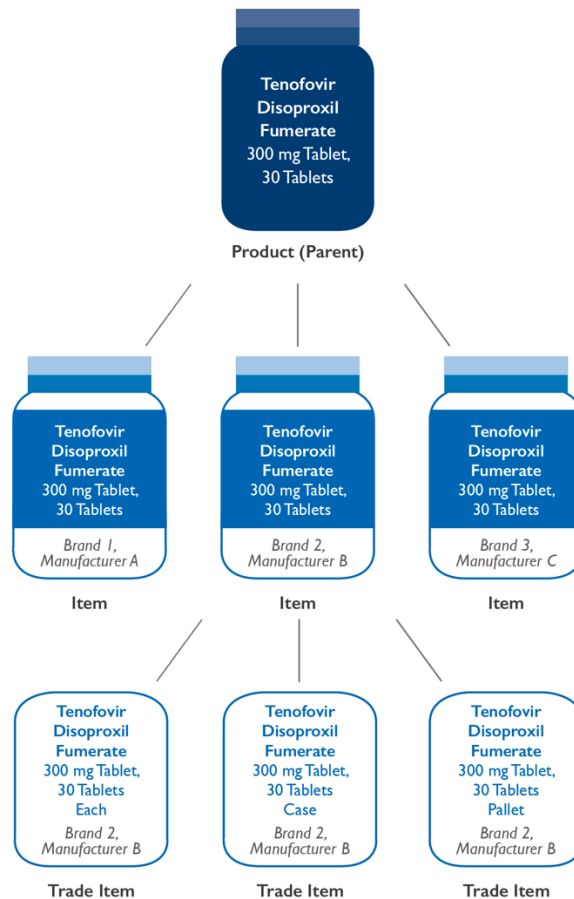 Tenofovir
Disoproxil
Fumerate
300 mg Tablet,
30 Tablets
Product (Parent)
Tenofovir
Disoproxil
Fumerate
300 mg Tablet,
30 Tablets
Brand 1,
Manufacturer A
Item
Tenofovir
Disoproxil
Fumerate
300 mg Tablet,
30 Tablets
Brand 2,
Manufacturer B
Item
Tenofovir
Disoproxil
Fumerate
300 mg Tablet,
30 Tablets
Brand 3,
Manufacturer C
Item
Tenofovir
Disoproxil
Fumerate
300 mg Tablet,
30 Tablets
Each
Brand 2,
Manufacturer B
Trade Item
Tenofovir
Disoproxil
Fumerate
300 mg Tablet,
30 Tablets
Case
Brand 2,
Manufacturer B
Trade Item
Tenofovir
Disoproxil
Fumerate
300 mg Tablet,
30 Tablets
Pallet
Brand 2,
Manufacturer B
Trade Item